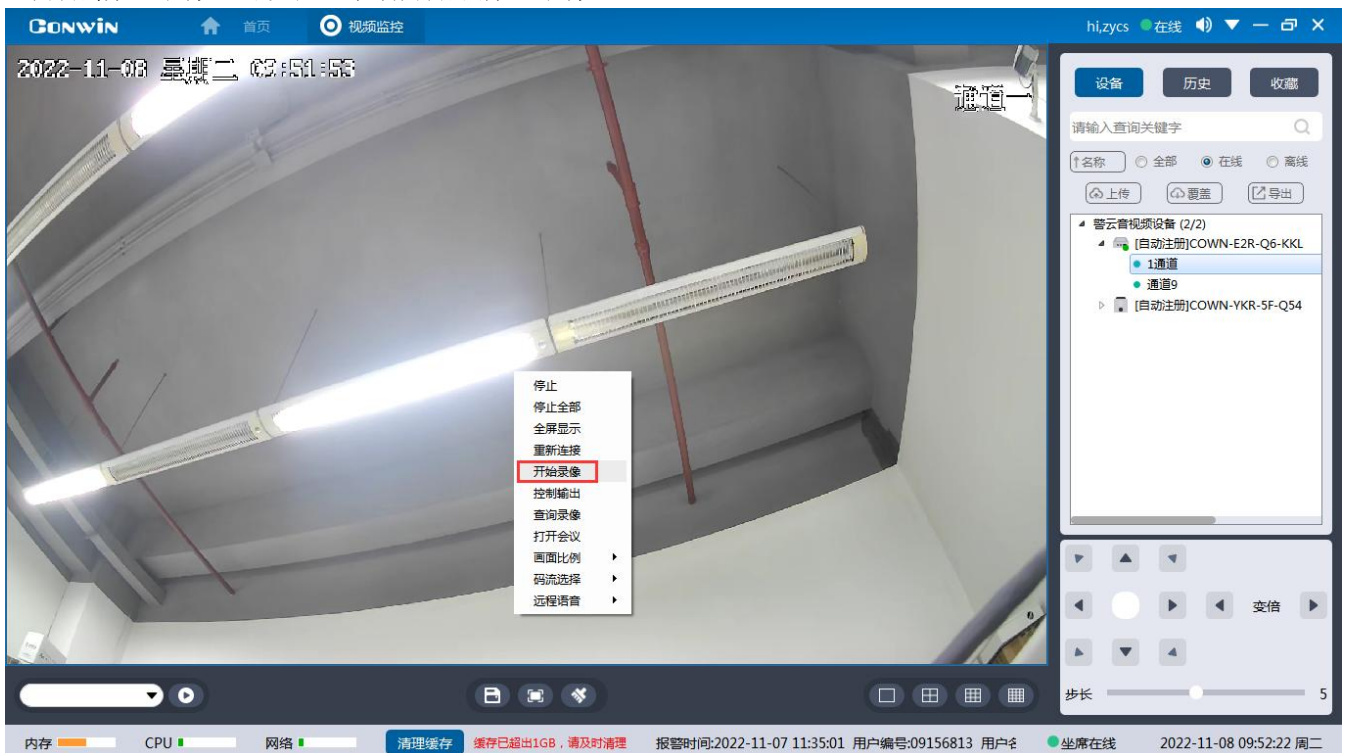 CONWIN 首页 视频监控 hi,zycs 在线
2022-11-08 星期二 03:51:53
通道一
设备 历史 收藏
请输入查询关键字
↑名称 全部 在线 离线
上传 覆盖 导出
警云音视频设备 (2/2)
[自动注册]COWN-E2R-Q6-KKL
1通道
通道9
[自动注册]COWN-YKR-5F-Q54
停止
停止全部
全屏显示
重新连接
开始录像
控制输出
查询录像
打开会议
画面比例
码流选择
远程语音
变倍
步长 5
内存 CPU 网络 清理缓存 缓存已超出1GB，请及时清理 报警时间:2022-11-07 11:35:01 用户编号:09156813 用户名 坐席在线 2022-11-08 09:52:22 周二